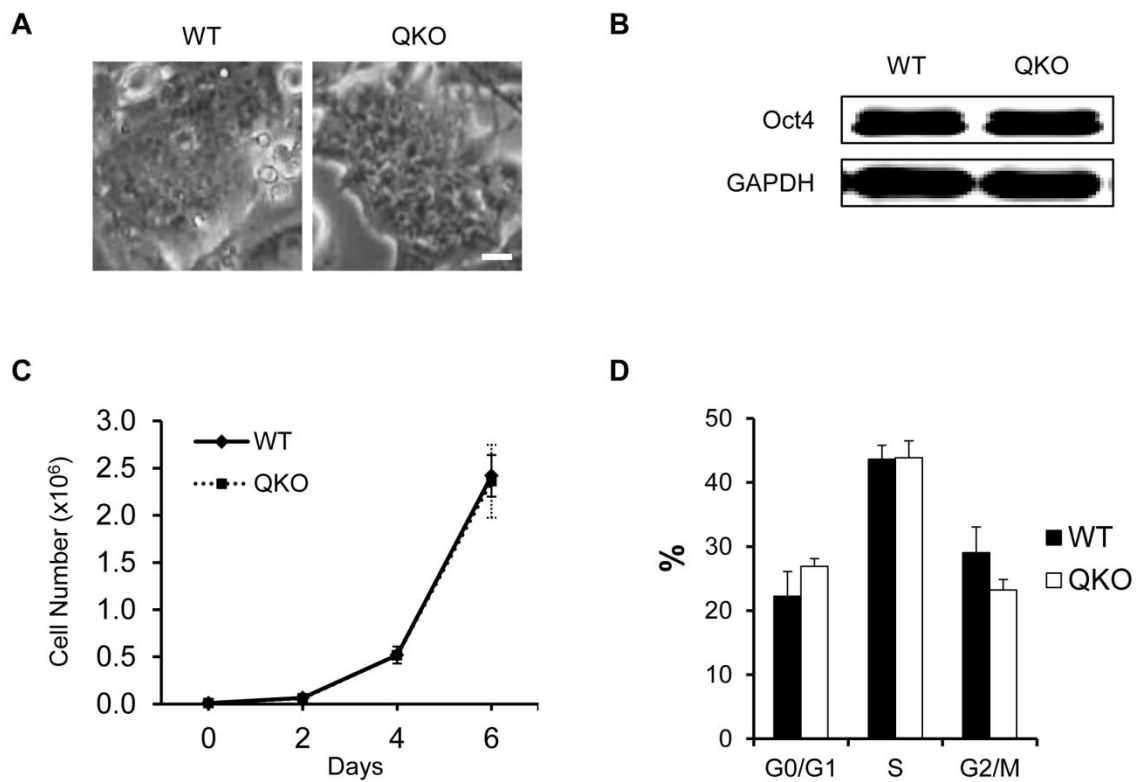 A
WT QKO
B
WT QKO
Oct4
GAPDH
C
3.0
2.5
2.0
1.5
1.0
0.5
0.0
Cell Number (x10⁶)
WT
QKO
0 2 4 6
Days
D
50
40
30
20
10
0
%
WT
QKO
G0/G1 S G2/M